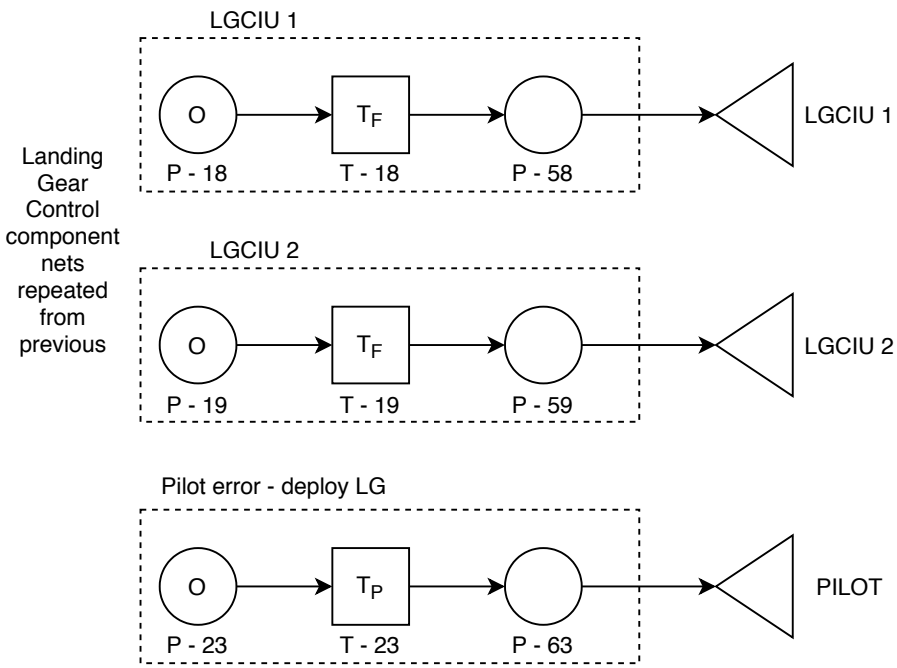 LGCIU 1
O
T_F
P - 18
T - 18
P - 58
LGCIU 1
Landing
Gear
Control
component
nets
repeated
from
previous
LGCIU 2
O
T_F
P - 19
T - 19
P - 59
LGCIU 2
Pilot error - deploy LG
O
T_P
P - 23
T - 23
P - 63
PILOT